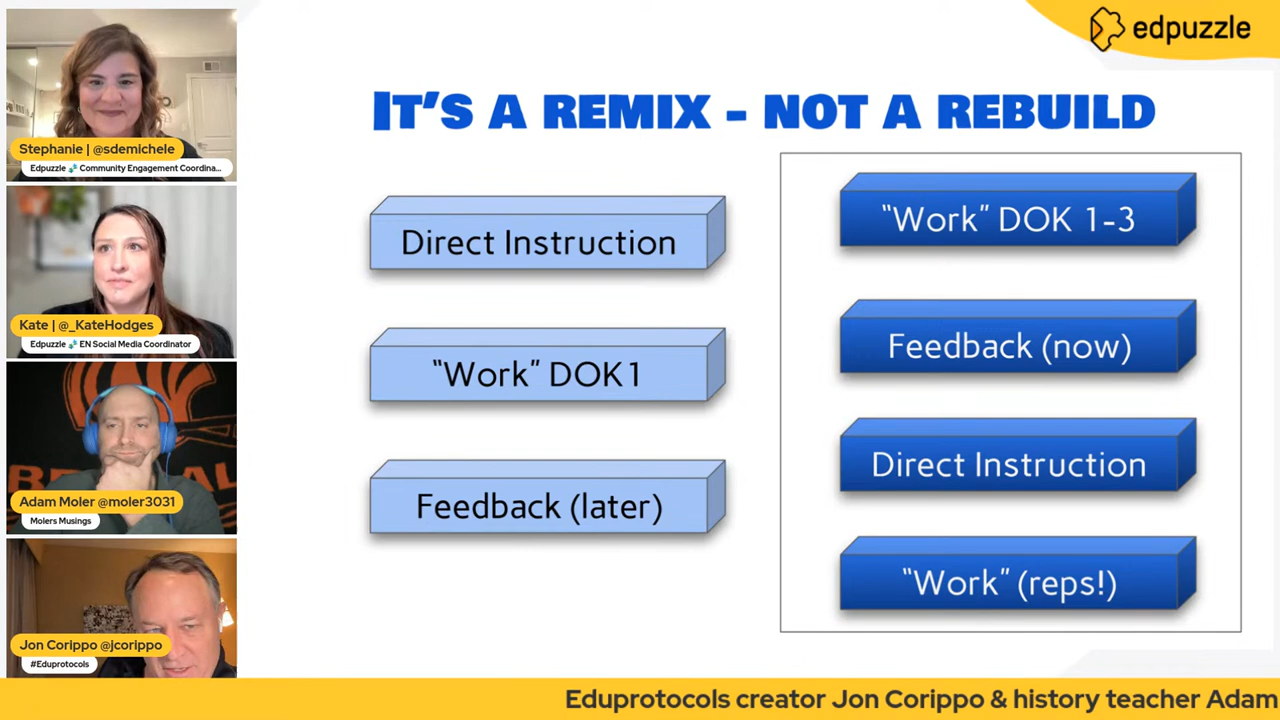 edpuzzle
IT'S A REMIX - NOT A REBUILD
Direct Instruction
"Work" DOK1
Feedback (later)
"Work" DOK 1-3
Feedback (now)
Direct Instruction
"Work" (reps!)
Stephanie | @sdemichele
Edpuzzle 🧩 Community Engagement Coordina...
Kate | @_KateHodges
Edpuzzle 🧩 EN Social Media Coordinator
Adam Moler @moler3031
Molers Musings
Jon Corippo @jcorippo
#Eduprotocols
Eduprotocols creator Jon Corippo & history teacher Adam